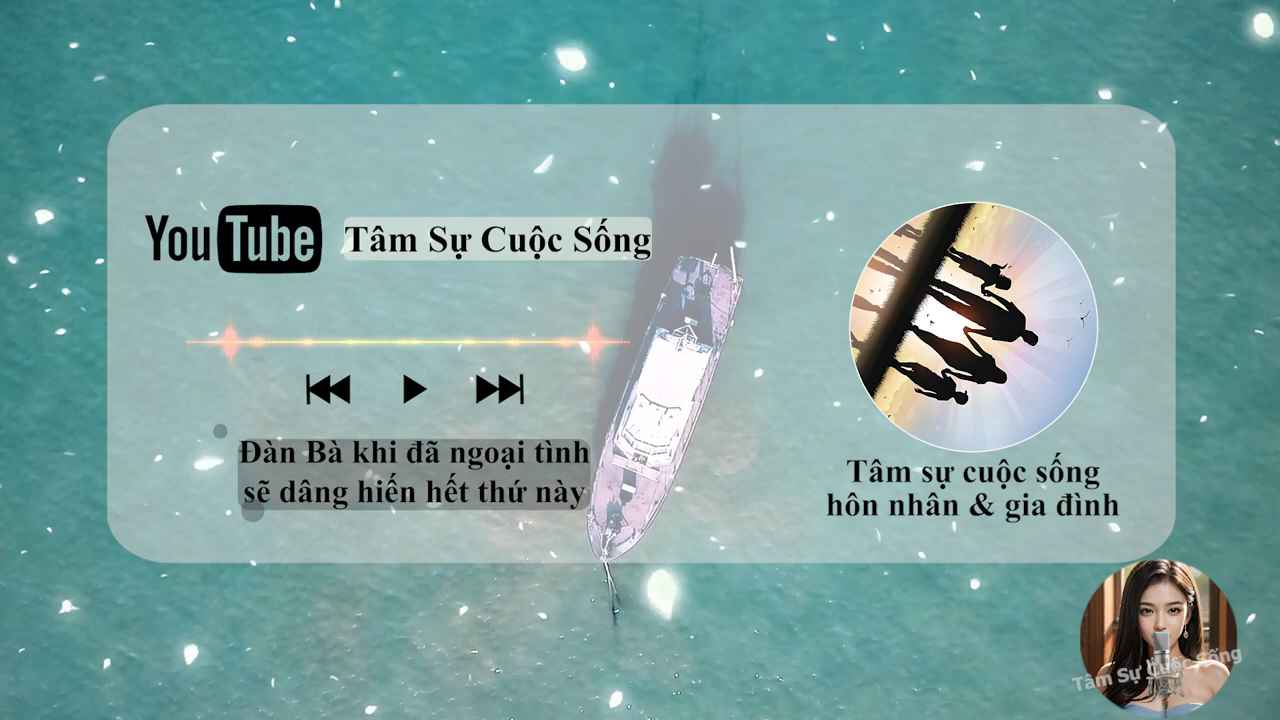 YouTube Tâm Sự Cuộc Sống
Đàn Bà khi đã ngoại tình
sẽ dâng hiến hết thứ này
Tâm sự cuộc sống
hôn nhân & gia đình
Tâm Sự Cuộc Sống